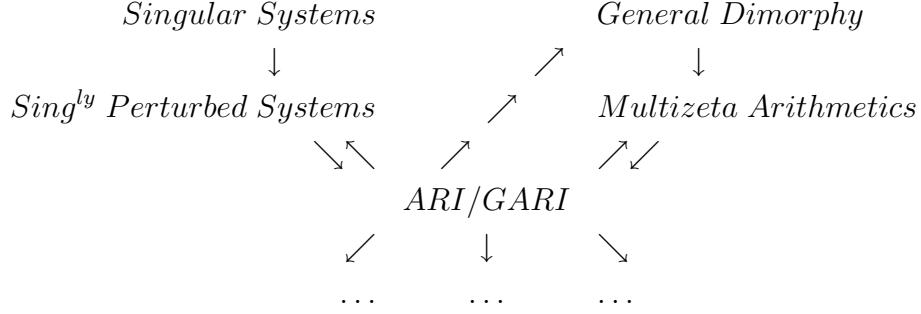 Singular Systems General Dimorphy
↓ ↗ ↓
Sing^{ly} Perturbed Systems ↗ Multizeta Arithmetics
↘ ↖ ↗ ↗ ↙
ARI/GARI
↙ ↓ ↘
... ... ...